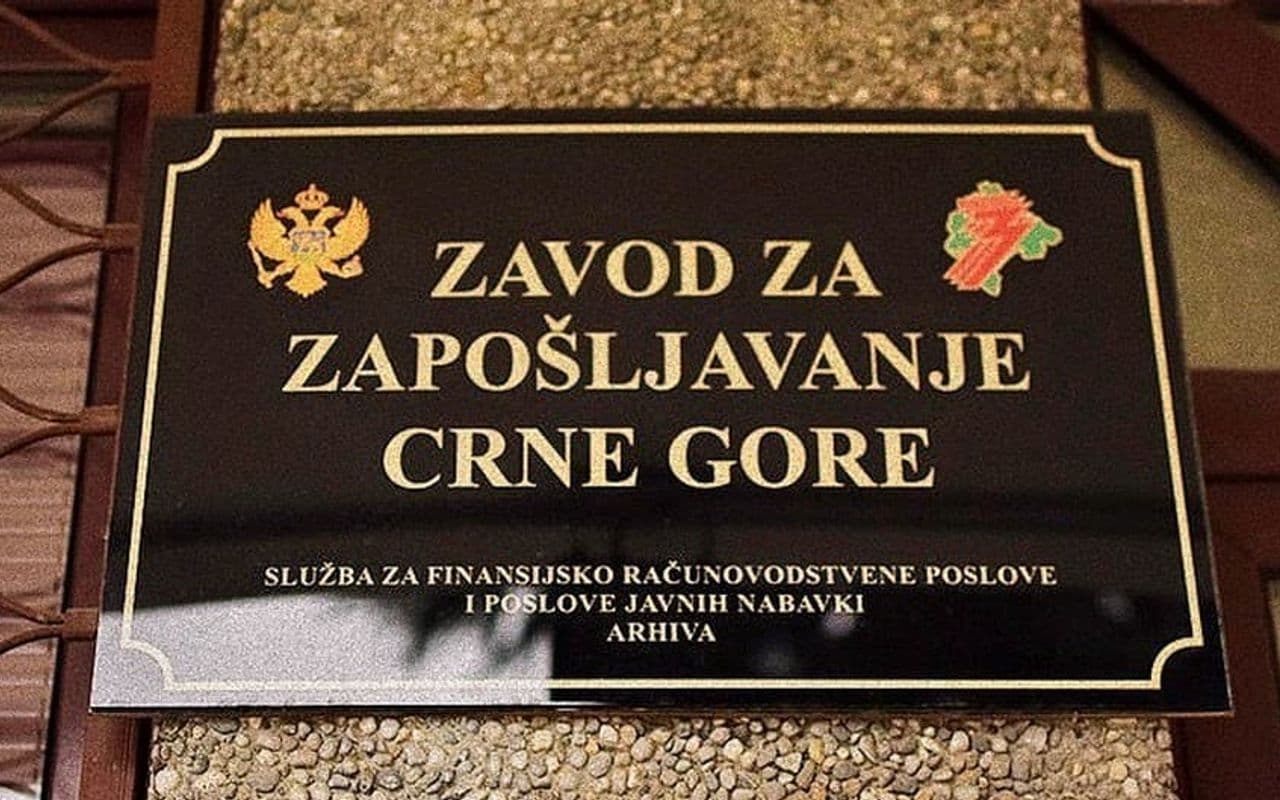 ZAVOD ZA
ZAPOŠLJAVANJE
CRNE GORE
SLUŽBA ZA FINANSIJSKO RAČUNOVODSTVENE POSLOVE
I POSLOVE JAVNIH NABAVKI
ARHIVA